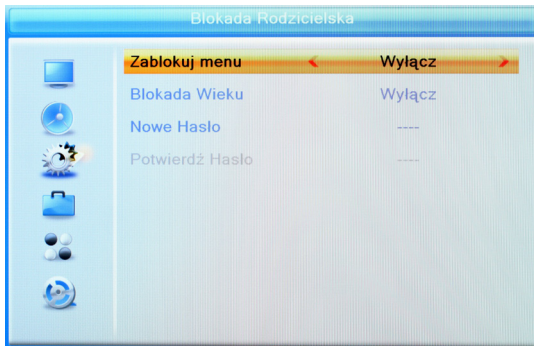 Blokada Rodzicielska
Zablokuj menu Wyłącz
Blokada Wieku Wyłącz
Nowe Hasło ----
Potwierdź Hasło ----